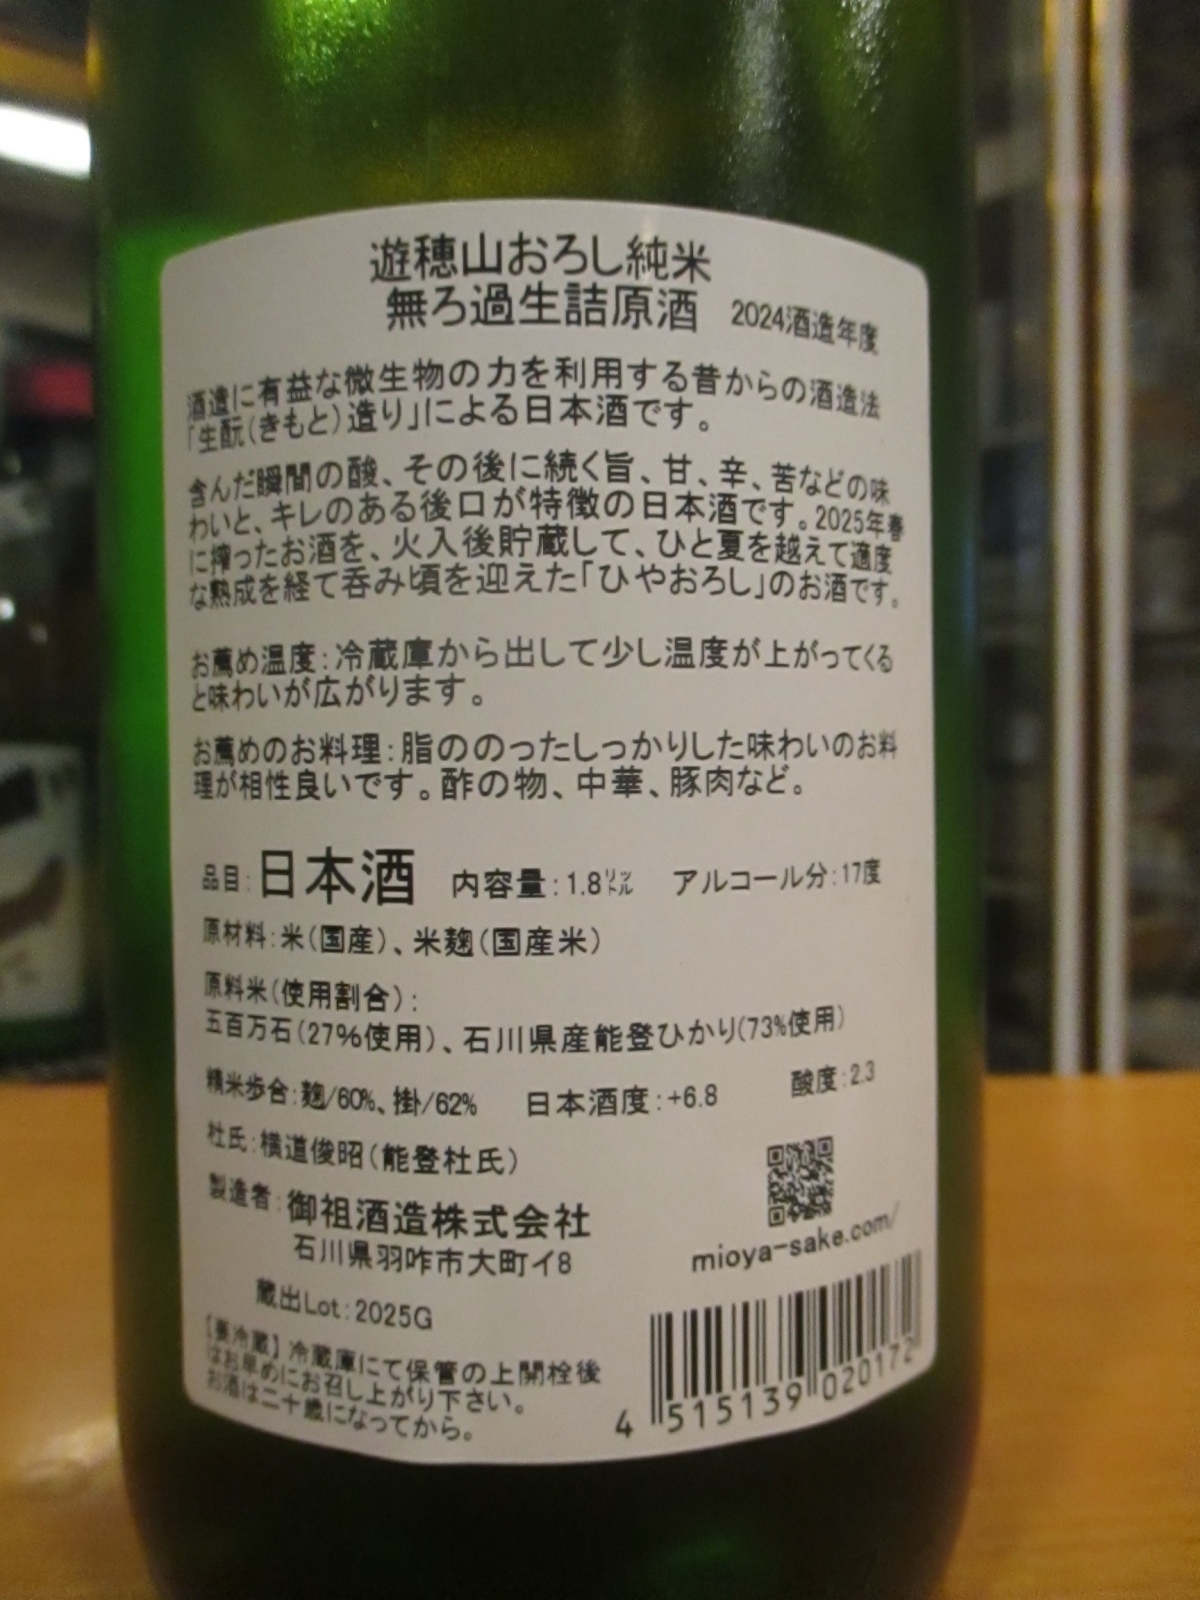 遊穂山おろし純米
無ろ過生詰原酒 2024酒造年度
酒造に有益な微生物の力を利用する昔からの酒造法
「生酛(きもと)造り」による日本酒です。
含んだ瞬間の酸、その後に続く旨、甘、辛、苦などの味
わいと、キレのある後口が特徴の日本酒です。2025年春
に搾ったお酒を、火入後貯蔵して、ひと夏を越えて適度
な熟成を経て呑み頃を迎えた「ひやおろし」のお酒です。
お薦め温度：冷蔵庫から出して少し温度が上がってくる
と味わいが広がります。
お薦めのお料理：脂ののったしっかりした味わいのお料
理が相性良いです。酢の物、中華、豚肉など。
品目：日本酒 内容量：1.8リットル アルコール分：17度
原材料：米(国産)、米麹(国産米)
原料米(使用割合)：
五百万石(27%使用)、石川県産能登ひかり(73%使用)
精米歩合：麹/60%、掛/62% 日本酒度：+6.8 酸度：2.3
杜氏：横道俊昭(能登杜氏)
製造者：御祖酒造株式会社
石川県羽咋市大町イ8
mioya-sake.com/
蔵出Lot：2025G
【要冷蔵】冷蔵庫にて保管の上開栓後
はお早めにお召し上がり下さい。
お酒は二十歳になってから。
4 515139 020172